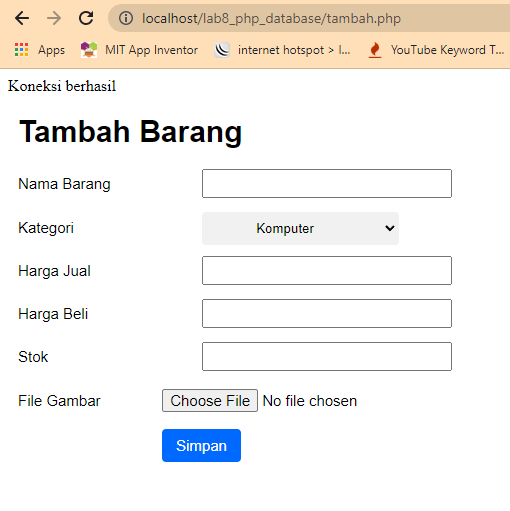 localhost/lab8_php_database/tambah.php
Apps MIT App Inventor internet hotspot > I... YouTube Keyword T...
Koneksi berhasil
Tambah Barang
Nama Barang
Kategori Komputer
Harga Jual
Harga Beli
Stok
File Gambar Choose File No file chosen
Simpan